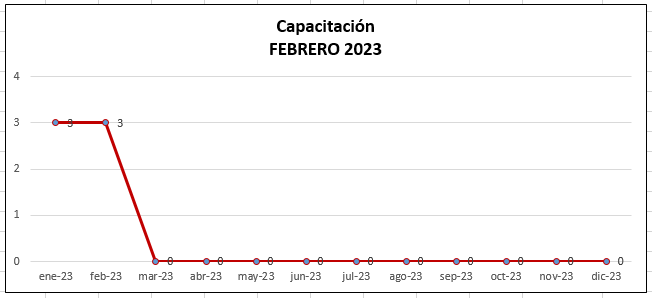 Capacitación
FEBRERO 2023
4
3
2
1
0
3 3 0 0 0 0 0 0 0 0 0 0
ene-23 feb-23 mar-23 abr-23 may-23 jun-23 jul-23 ago-23 sep-23 oct-23 nov-23 dic-23